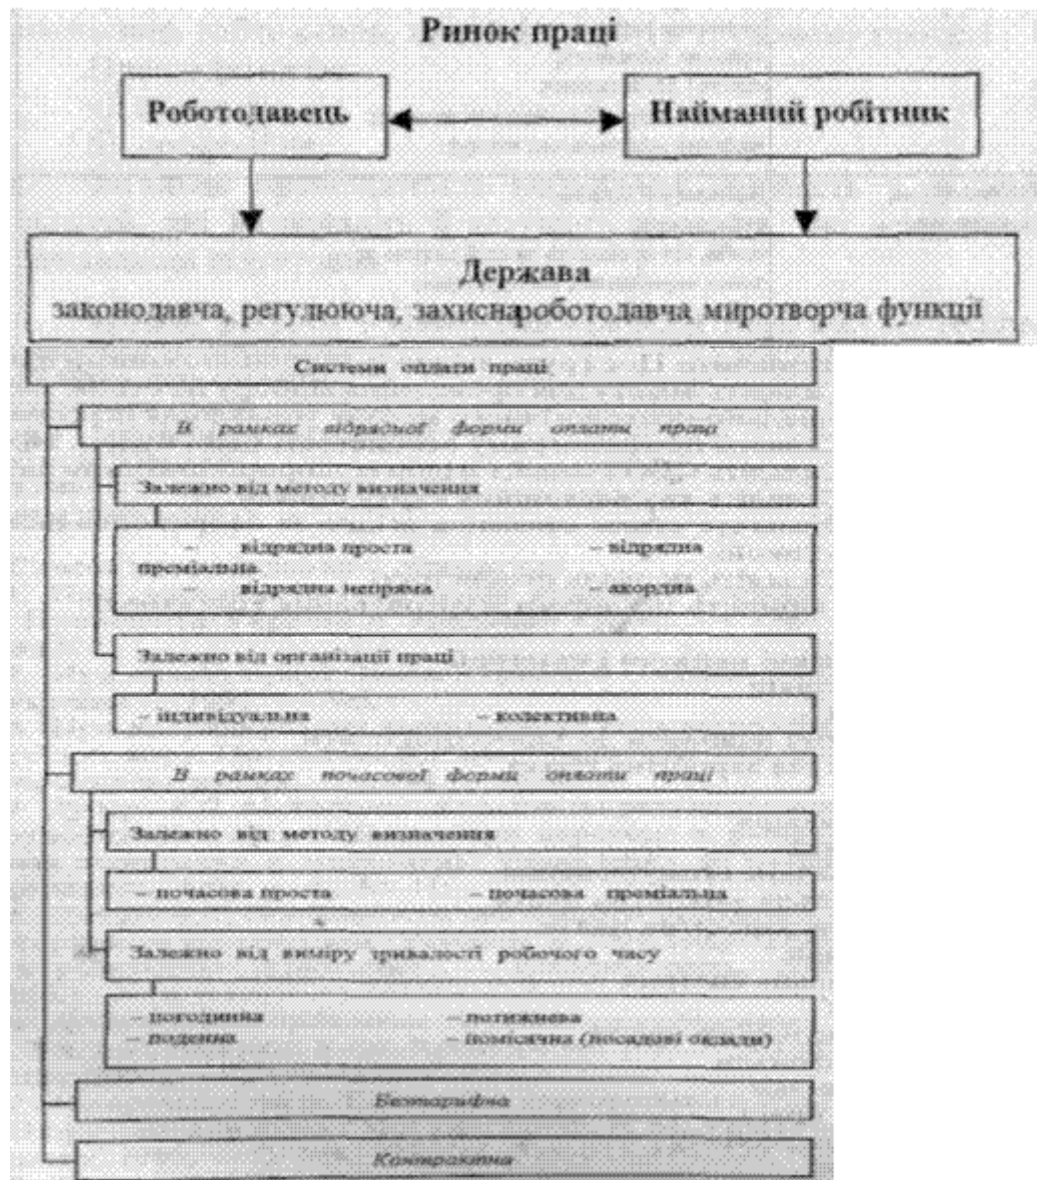 Ринок праці
Роботодавець
Найманий робітник
Держава
законодавча, регулююча, захиснароботодавча миротворча функції
Системи оплати праці
В рамках відрядної форми оплати праці
Залежно від методу визначення
– відрядна проста – відрядна
преміальна
– відрядна непряма – акордна
Залежно від організації праці
– індивідуальна – колективна
В рамках почасової форми оплати праці
Залежно від методу визначення
– почасова проста – почасова преміальна
Залежно від виміру тривалості робочого часу
– погодинна – потижнева
– поденна – помісячна (посадові оклади)
Безтарифна
Контрактна